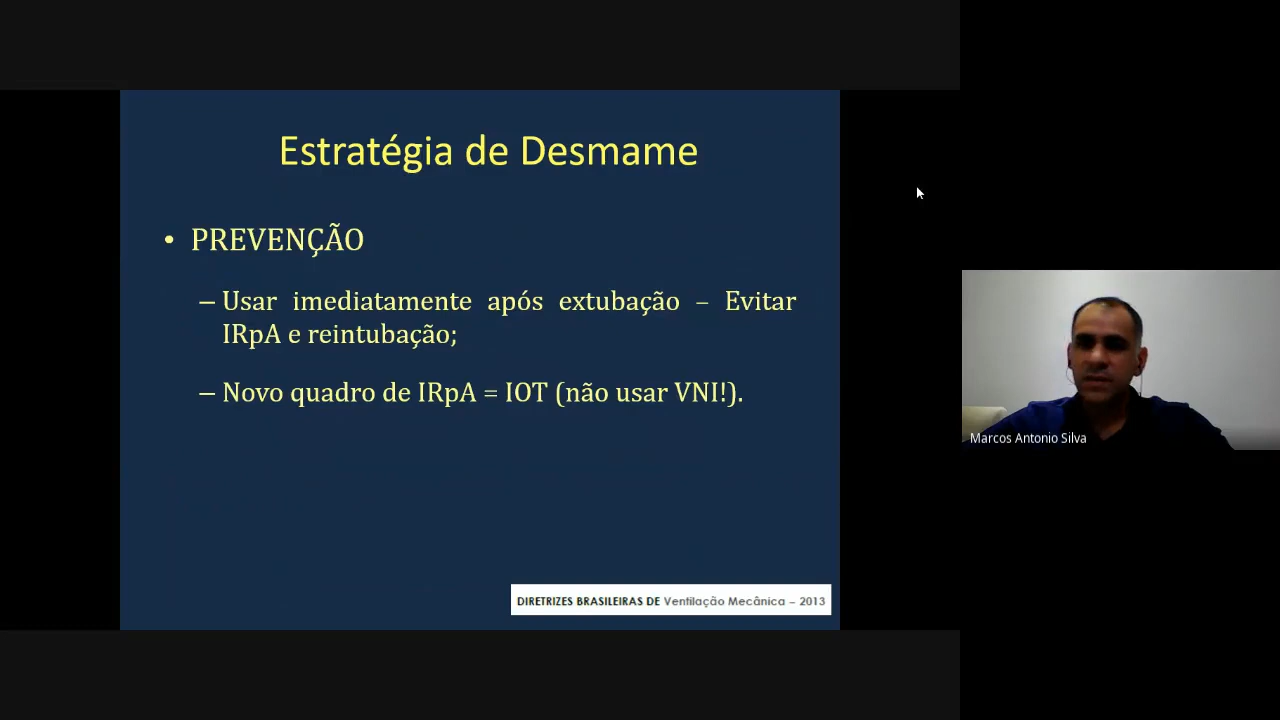 Estratégia de Desmame
• PREVENÇÃO
– Usar imediatamente após extubação – Evitar
IRpA e reintubação;
– Novo quadro de IRpA = IOT (não usar VNI!).
DIRETRIZES BRASILEIRAS DE Ventilação Mecânica – 2013
Marcos Antonio Silva